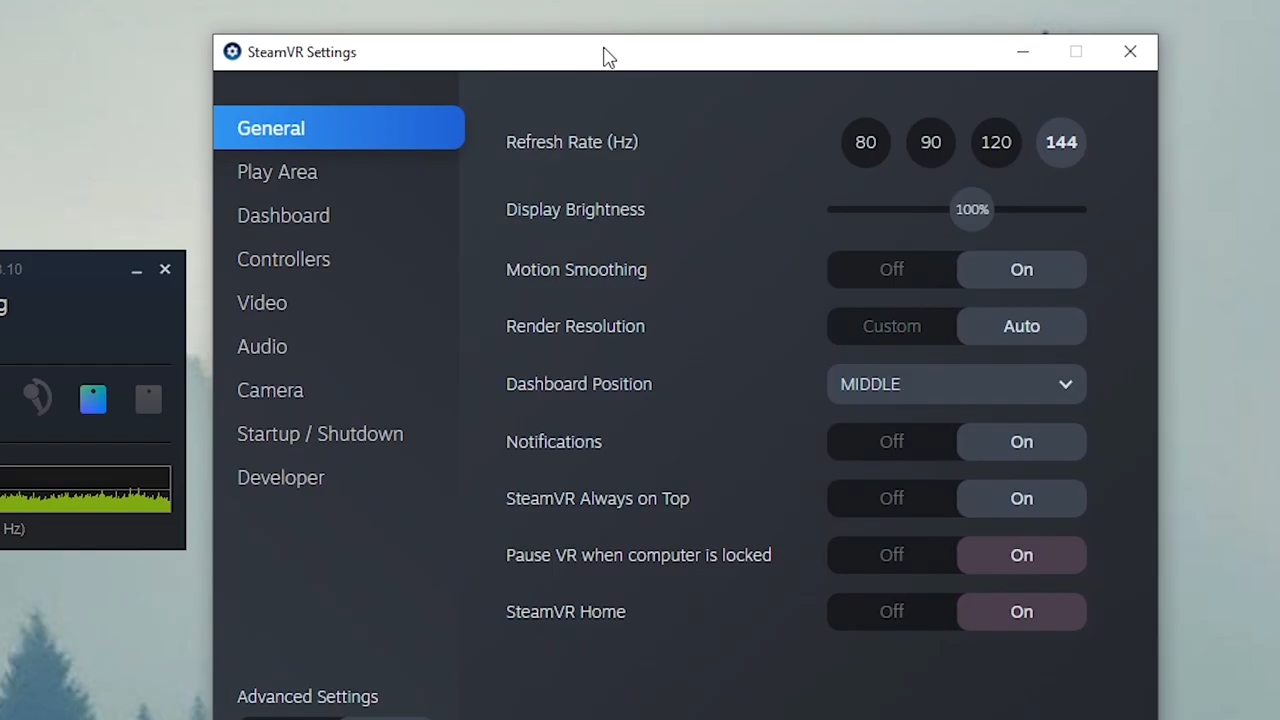 SteamVR Settings
General
Play Area
Dashboard
Controllers
Video
Audio
Camera
Startup / Shutdown
Developer
Advanced Settings
Refresh Rate (Hz) 80 90 120 144
Display Brightness 100%
Motion Smoothing Off On
Render Resolution Custom Auto
Dashboard Position MIDDLE
Notifications Off On
SteamVR Always on Top Off On
Pause VR when computer is locked Off On
SteamVR Home Off On
.10
g
Hz)